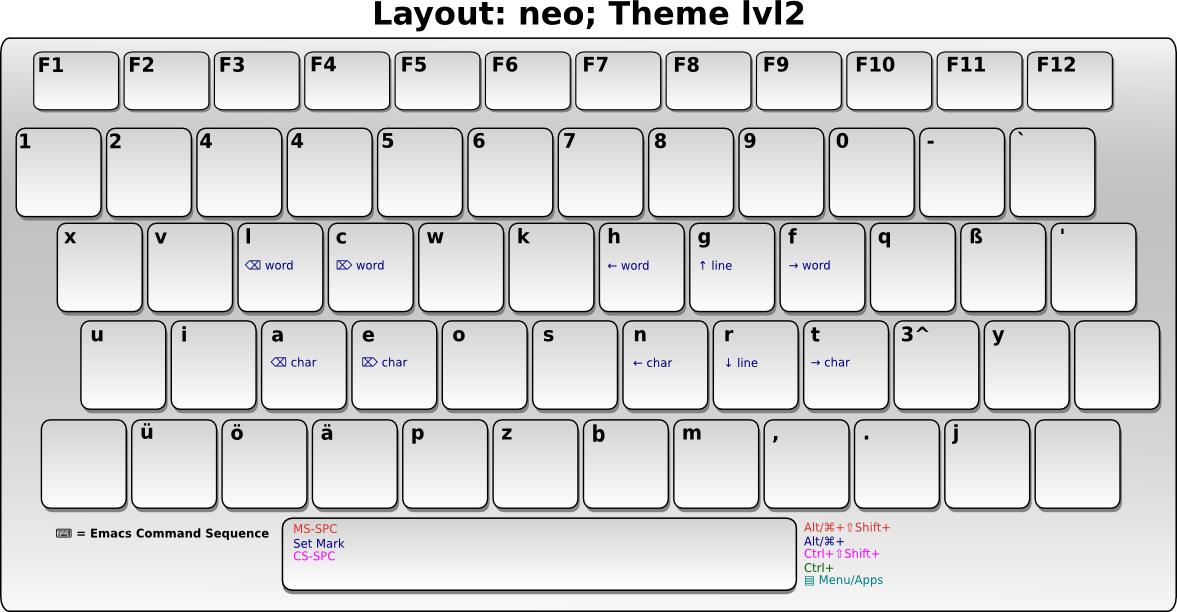 Layout: neo; Theme lvl2
F1 F2 F3 F4 F5 F6 F7 F8 F9 F10 F11 F12
1 2 4 4 5 6 7 8 9 0 - `
x v l c w k h g f q ß '
⌫ word ⌦ word ← word ↑ line → word
u i a e o s n r t 3^ y
⌫ char ⌦ char ← char ↓ line → char
ü ö ä p z b m , . j
⌨ = Emacs Command Sequence
MS-SPC
Set Mark
CS-SPC
Alt/⌘+⇧Shift+
Alt/⌘+
Ctrl+⇧Shift+
Ctrl+
▤ Menu/Apps